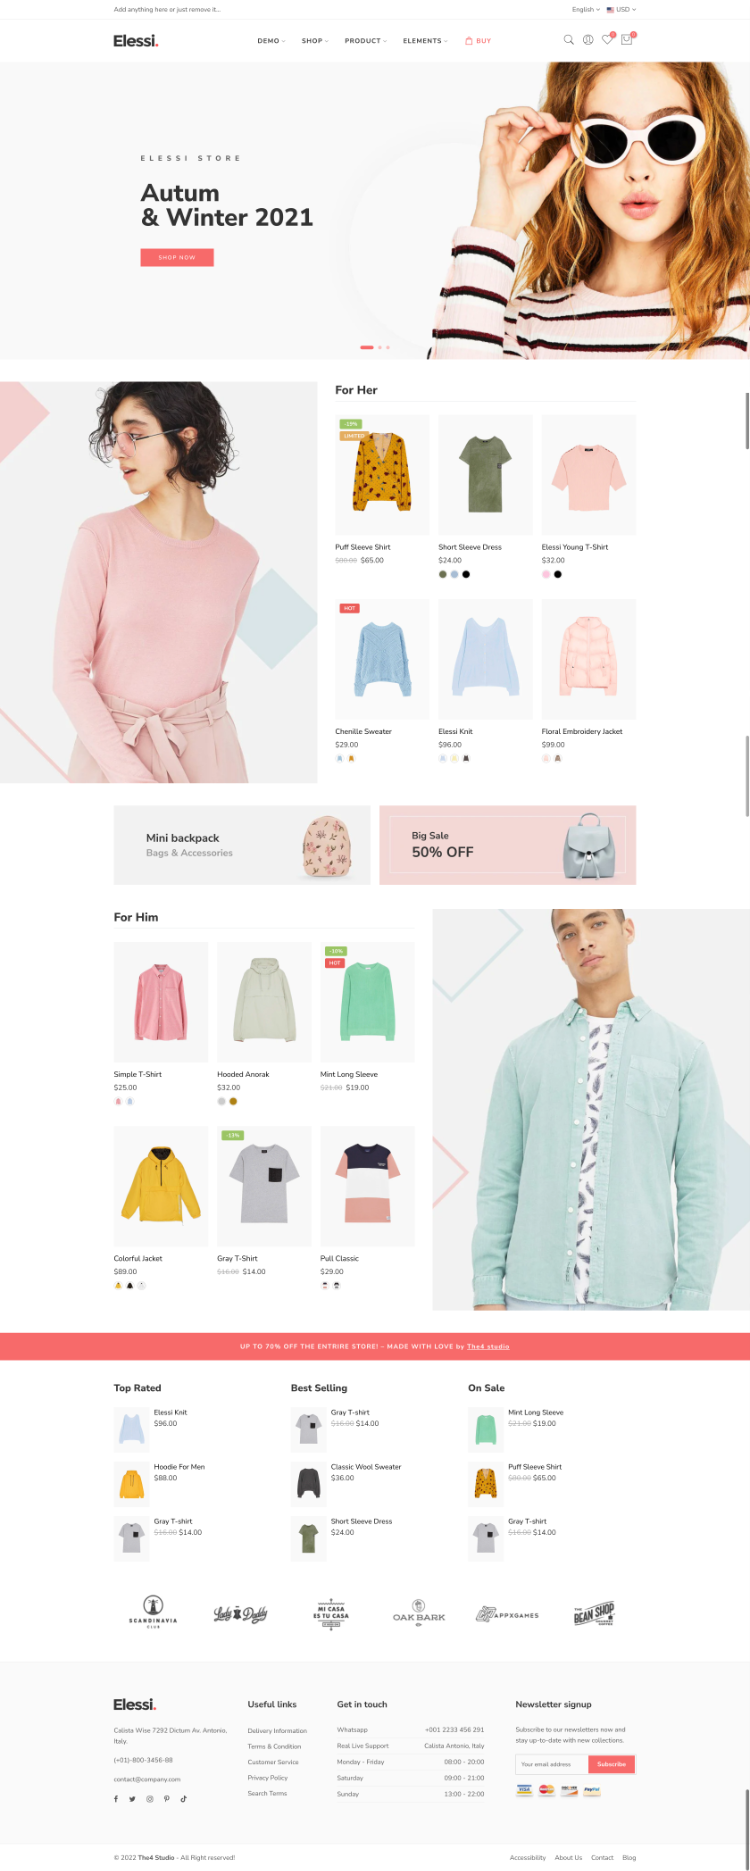 Add anything here or just remove it...
English
USD
Elessi.
DEMO
SHOP
PRODUCT
ELEMENTS
BUY
0
0
ELESSI STORE
Autum
& Winter 2021
SHOP NOW
For Her
-19%
LIMITED
Puff Sleeve Shirt
$80.00 $65.00
Short Sleeve Dress
$24.00
Elessi Young T-Shirt
$32.00
HOT
Chenille Sweater
$29.00
Elessi Knit
$96.00
Floral Embroidery Jacket
$99.00
Mini backpack
Bags & Accessories
Big Sale
50% OFF
For Him
-10%
HOT
Simple T-Shirt
$25.00
Hooded Anorak
$32.00
Mint Long Sleeve
$21.00 $19.00
-13%
Colorful Jacket
$89.00
Gray T-Shirt
$16.00 $14.00
Pull Classic
$29.00
UP TO 70% OFF THE ENTRIRE STORE! - MADE WITH LOVE by The4 studio
Top Rated
Elessi Knit
$96.00
Hoodie For Men
$88.00
Gray T-shirt
$16.00 $14.00
Best Selling
Gray T-shirt
$16.00 $14.00
Classic Wool Sweater
$36.00
Short Sleeve Dress
$24.00
On Sale
Mint Long Sleeve
$21.00 $19.00
Puff Sleeve Shirt
$80.00 $65.00
Gray T-shirt
$16.00 $14.00
SCANDINAVIA
CLUB
Lady & Daddy
MI CASA
ES TU CASA
OAK BARK
APPXGAMES
THE
BEAN SHOP
Elessi.
Calista Wise 7292 Dictum Av. Antonio,
Italy.
(+01)-800-3456-88
contact@company.com
Useful links
Delivery Information
Terms & Condition
Customer Service
Privacy Policy
Search Terms
Get in touch
Whatsapp +001 2233 456 291
Real Live Support Calista Antonio, Italy
Monday - Friday 08:00 - 20:00
Saturday 09:00 - 21:00
Sunday 13:00 - 22:00
Newsletter signup
Subscribe to our newsletters now and
stay up-to-date with new collections.
Your email address
Subscribe
VISA
MasterCard
DISCOVER
PayPal
© 2022 The4 Studio - All Right reserved!
Accessibility
About Us
Contact
Blog